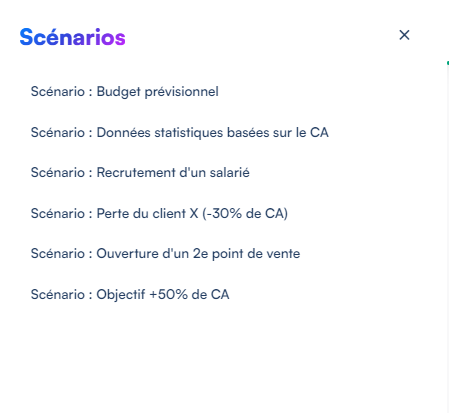 Scénarios
Scénario : Budget prévisionnel
Scénario : Données statistiques basées sur le CA
Scénario : Recrutement d'un salarié
Scénario : Perte du client X (-30% de CA)
Scénario : Ouverture d'un 2e point de vente
Scénario : Objectif +50% de CA